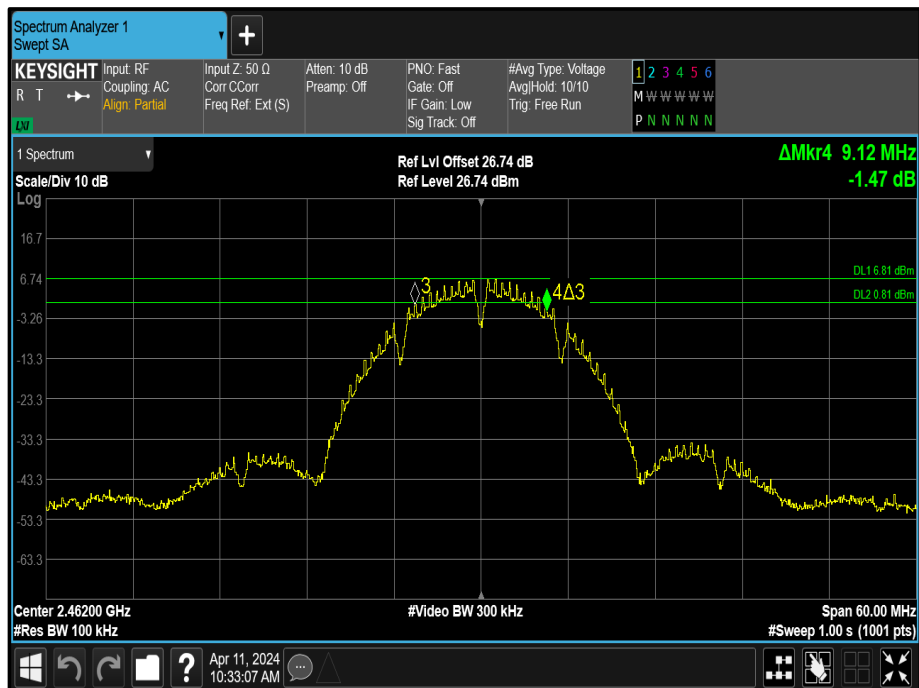 Spectrum Analyzer 1
Swept SA
+
KEYSIGHT
R T
LXI
Input: RF
Coupling: AC
Align: Partial
Input Z: 50 Ω
Corr CCorr
Freq Ref: Ext (S)
Atten: 10 dB
Preamp: Off
PNO: Fast
Gate: Off
IF Gain: Low
Sig Track: Off
#Avg Type: Voltage
Avg|Hold: 10/10
Trig: Free Run
1 2 3 4 5 6
M W W W W W
P N N N N N
1 Spectrum
Scale/Div 10 dB
Ref Lvl Offset 26.74 dB
Ref Level 26.74 dBm
ΔMkr4 9.12 MHz
-1.47 dB
Log
16.7
6.74
-3.26
-13.3
-23.3
-33.3
-43.3
-53.3
-63.3
3
4Δ3
DL1 6.81 dBm
DL2 0.81 dBm
Center 2.46200 GHz
#Res BW 100 kHz
#Video BW 300 kHz
Span 60.00 MHz
#Sweep 1.00 s (1001 pts)
?
Apr 11, 2024
10:33:07 AM